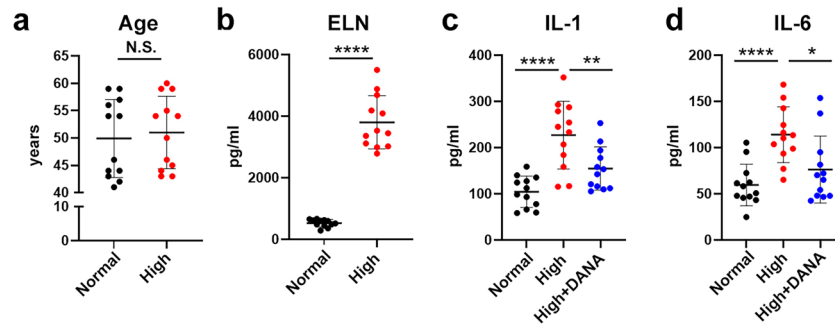 a Age
N.S.
years
65
60
55
50
45
40
10
0
Normal
High
b ELN
****
pg/ml
6000
4000
2000
0
Normal
High
c IL-1
**** **
pg/ml
400
300
200
100
0
Normal
High
High+DANA
d IL-6
**** *
pg/ml
200
150
100
50
0
Normal
High
High+DANA